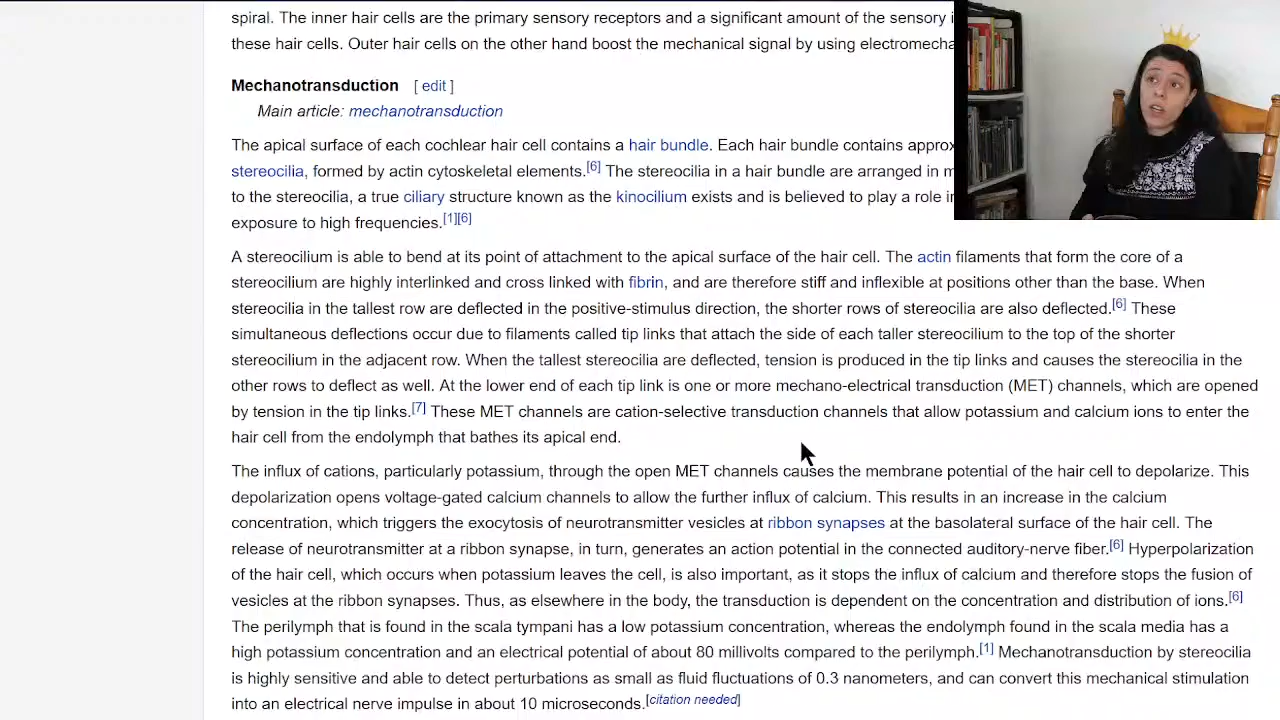 spiral. The inner hair cells are the primary sensory receptors and a significant amount of the sensory
these hair cells. Outer hair cells on the other hand boost the mechanical signal by using
Mechanotransduction [ edit ]
Main article: mechanotransduction
The apical surface of each cochlear hair cell contains a hair bundle. Each hair bundle contains
stereocilia, formed by actin cytoskeletal elements.[6] The stereocilia in a hair bundle are arranged in
to the stereocilia, a true ciliary structure known as the kinocilium exists and is believed to play a role
exposure to high frequencies.[1][6]
A stereocilium is able to bend at its point of attachment to the apical surface of the hair cell. The actin filaments that form the core of a
stereocilium are highly interlinked and cross linked with fibrin, and are therefore stiff and inflexible at positions other than the base. When
stereocilia in the tallest row are deflected in the positive-stimulus direction, the shorter rows of stereocilia are also deflected.[6] These
simultaneous deflections occur due to filaments called tip links that attach the side of each taller stereocilium to the top of the shorter
stereocilium in the adjacent row. When the tallest stereocilia are deflected, tension is produced in the tip links and causes the stereocilia in the
other rows to deflect as well. At the lower end of each tip link is one or more mechano-electrical transduction (MET) channels, which are opened
by tension in the tip links.[7] These MET channels are cation-selective transduction channels that allow potassium and calcium ions to enter the
hair cell from the endolymph that bathes its apical end.
The influx of cations, particularly potassium, through the open MET channels causes the membrane potential of the hair cell to depolarize. This
depolarization opens voltage-gated calcium channels to allow the further influx of calcium. This results in an increase in the calcium
concentration, which triggers the exocytosis of neurotransmitter vesicles at ribbon synapses at the basolateral surface of the hair cell. The
release of neurotransmitter at a ribbon synapse, in turn, generates an action potential in the connected auditory-nerve fiber.[6] Hyperpolarization
of the hair cell, which occurs when potassium leaves the cell, is also important, as it stops the influx of calcium and therefore stops the fusion of
vesicles at the ribbon synapses. Thus, as elsewhere in the body, the transduction is dependent on the concentration and distribution of ions.[6]
The perilymph that is found in the scala tympani has a low potassium concentration, whereas the endolymph found in the scala media has a
high potassium concentration and an electrical potential of about 80 millivolts compared to the perilymph.[1] Mechanotransduction by stereocilia
is highly sensitive and able to detect perturbations as small as fluid fluctuations of 0.3 nanometers, and can convert this mechanical stimulation
into an electrical nerve impulse in about 10 microseconds.[citation needed]